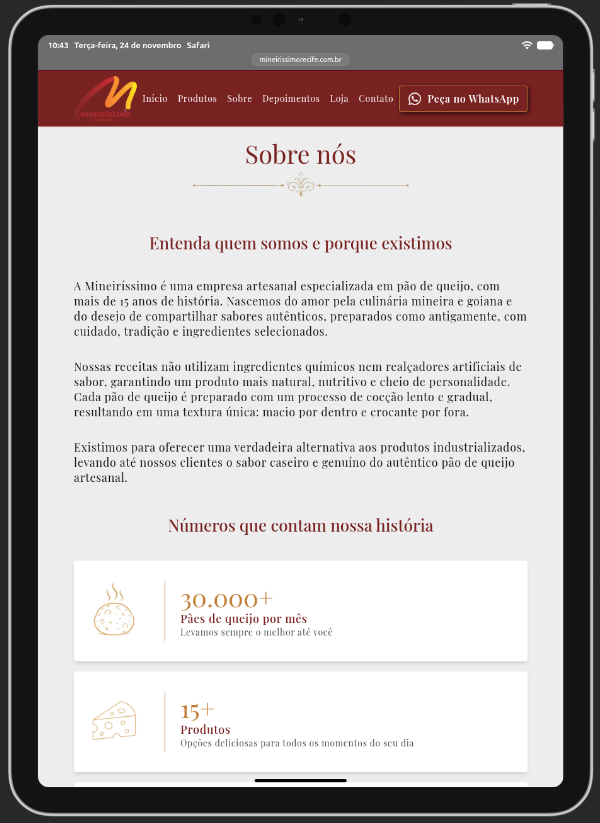 10:43 Terça-feira, 24 de novembro Safari
mineirissimorecife.com.br
MINEIRÍSSIMO
Início Produtos Sobre Depoimentos Loja Contato Peça no WhatsApp
Sobre nós
Entenda quem somos e porque existimos
A Mineiríssimo é uma empresa artesanal especializada em pão de queijo, com
mais de 15 anos de história. Nascemos do amor pela culinária mineira e goiana e
do desejo de compartilhar sabores autênticos, preparados como antigamente, com
cuidado, tradição e ingredientes selecionados.
Nossas receitas não utilizam ingredientes químicos nem realçadores artificiais de
sabor, garantindo um produto mais natural, nutritivo e cheio de personalidade.
Cada pão de queijo é preparado com um processo de cocção lento e gradual,
resultando em uma textura única: macio por dentro e crocante por fora.
Existimos para oferecer uma verdadeira alternativa aos produtos industrializados,
levando até nossos clientes o sabor caseiro e genuíno do autêntico pão de queijo
artesanal.
Números que contam nossa história
30.000+
Pães de queijo por mês
Levamos sempre o melhor até você
15+
Produtos
Opções deliciosas para todos os momentos do seu dia